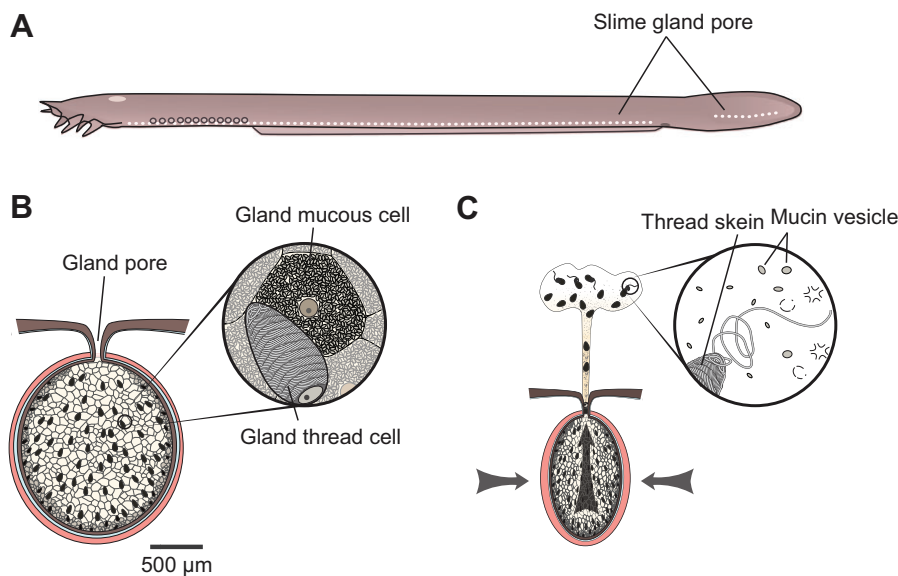 A
Slime gland pore
B
Gland mucous cell
Gland pore
Gland thread cell
500 µm
C
Thread skein
Mucin vesicle